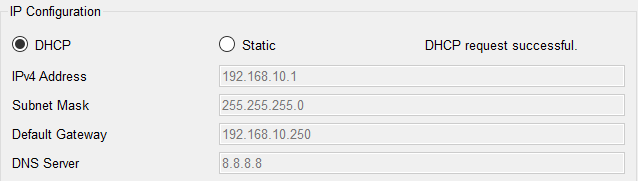 IP Configuration
DHCP Static DHCP request successful.
IPv4 Address 192.168.10.1
Subnet Mask 255.255.255.0
Default Gateway 192.168.10.250
DNS Server 8.8.8.8